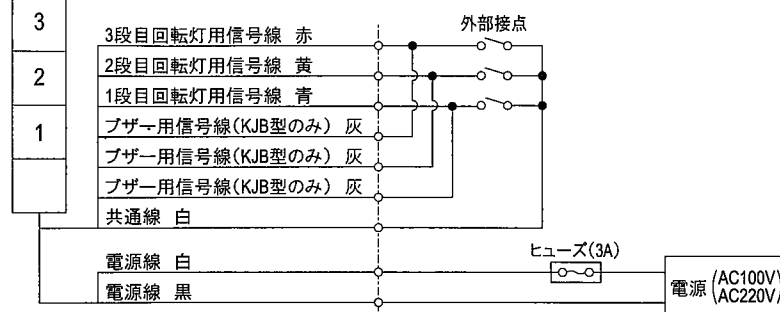 3
2
1
外部接点
3段目回転灯用信号線 赤
2段目回転灯用信号線 黄
1段目回転灯用信号線 青
ブザー用信号線(KJB型のみ) 灰
ブザー用信号線(KJB型のみ) 灰
ブザー用信号線(KJB型のみ) 灰
共通線 白
ヒューズ(3A)
電源線 白
電源線 黒
電源 (AC100V)
(AC220V)